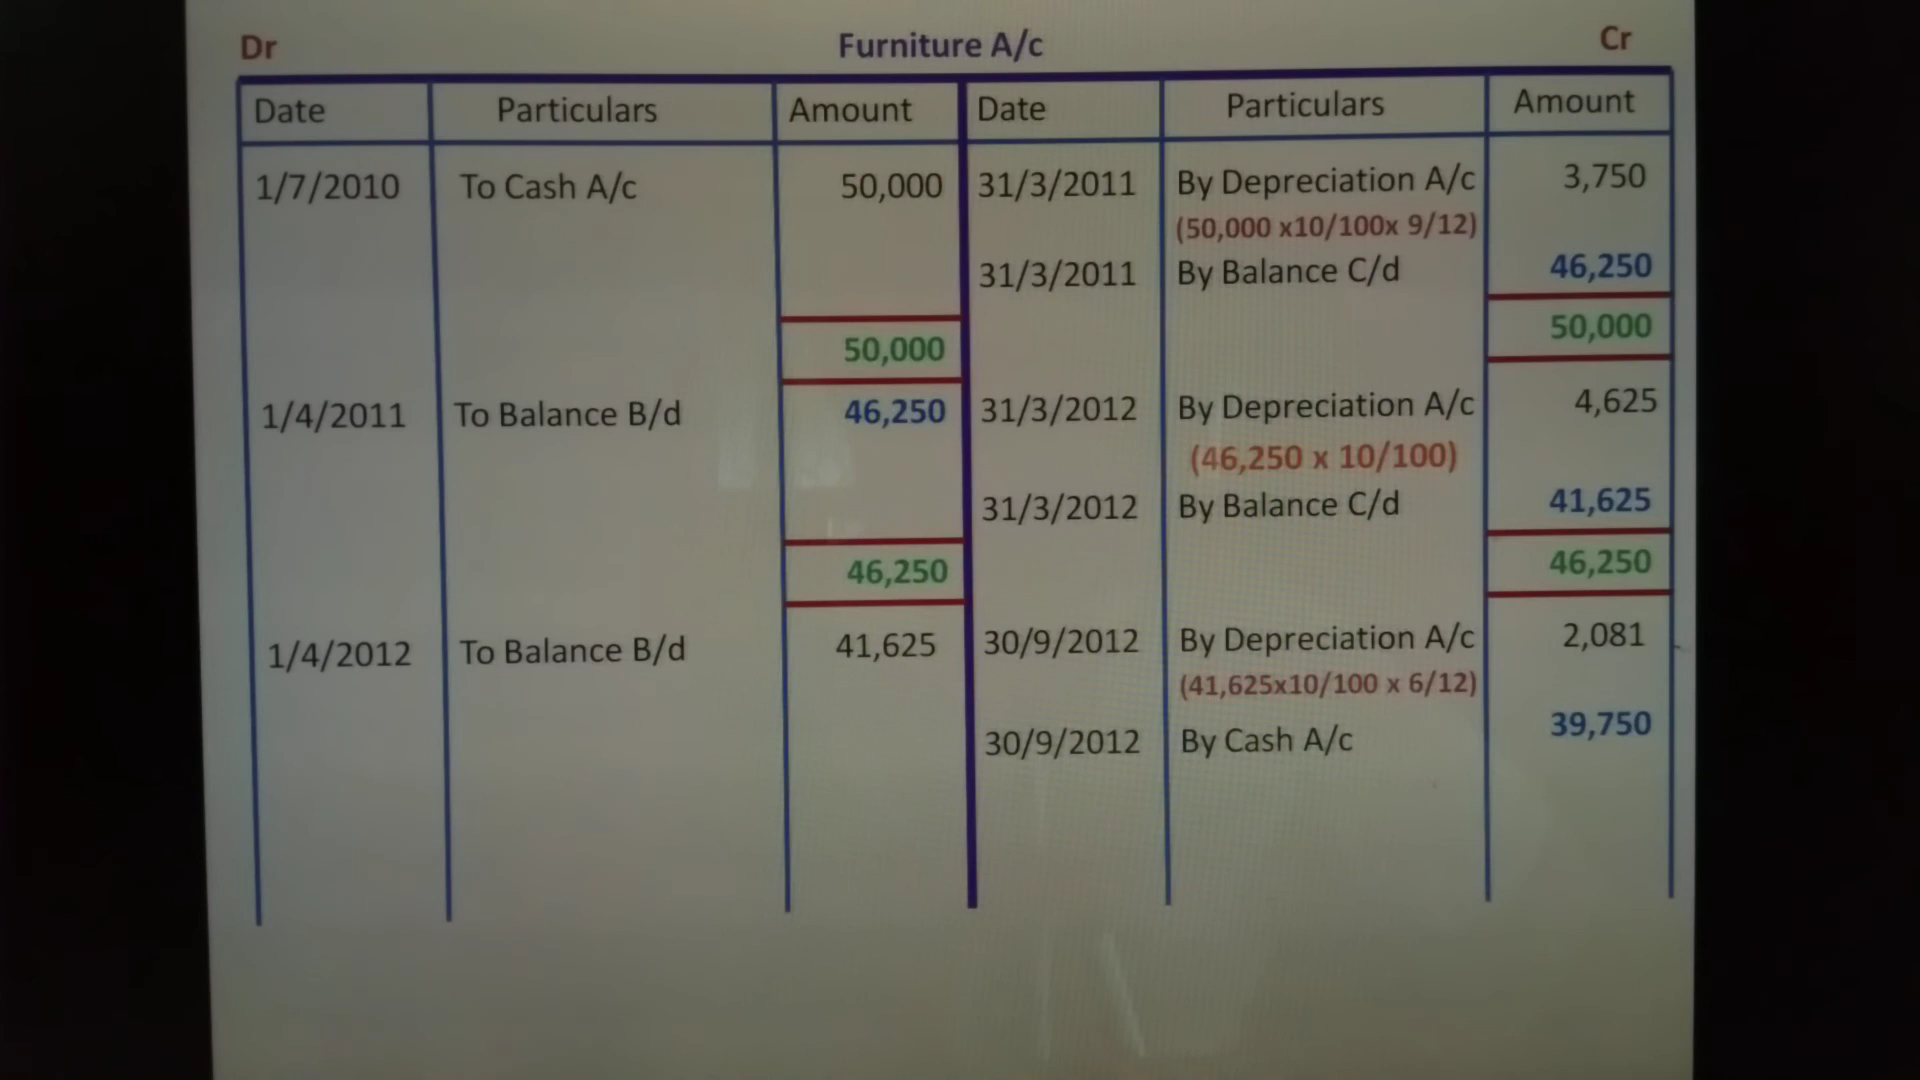 Dr Furniture A/c Cr
Date Particulars Amount Date Particulars Amount
1/7/2010 To Cash A/c 50,000 31/3/2011 By Depreciation A/c 3,750
(50,000 x10/100x 9/12)
31/3/2011 By Balance C/d 46,250
50,000 50,000
1/4/2011 To Balance B/d 46,250 31/3/2012 By Depreciation A/c 4,625
(46,250 x 10/100)
31/3/2012 By Balance C/d 41,625
46,250 46,250
1/4/2012 To Balance B/d 41,625 30/9/2012 By Depreciation A/c 2,081
(41,625x10/100 x 6/12)
30/9/2012 By Cash A/c 39,750